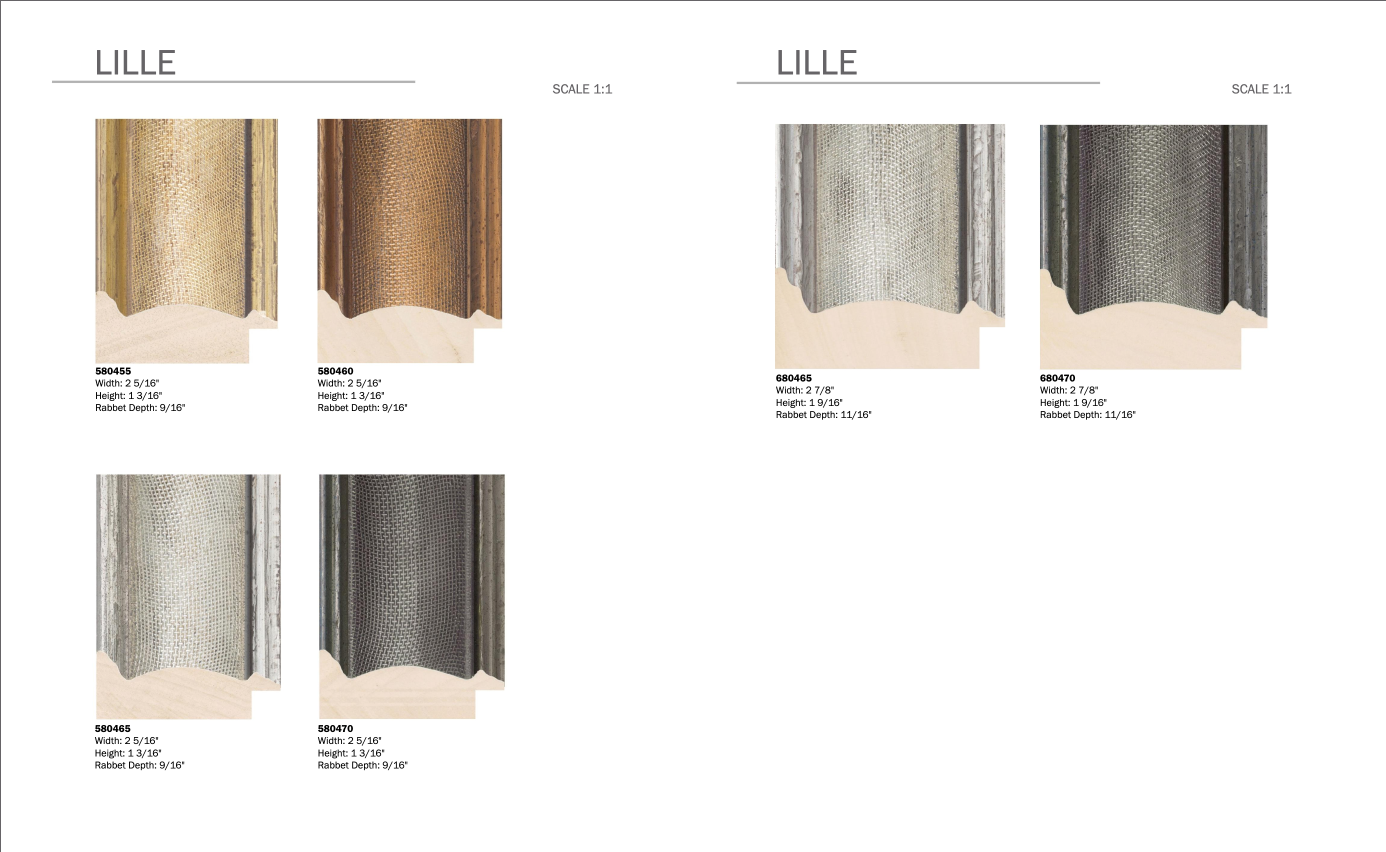 LILLE
SCALE 1:1
580455
Width: 2 5/16"
Height: 1 3/16"
Rabbet Depth: 9/16"
580460
Width: 2 5/16"
Height: 1 3/16"
Rabbet Depth: 9/16"
580465
Width: 2 5/16"
Height: 1 3/16"
Rabbet Depth: 9/16"
580470
Width: 2 5/16"
Height: 1 3/16"
Rabbet Depth: 9/16"
LILLE
SCALE 1:1
680465
Width: 2 7/8"
Height: 1 9/16"
Rabbet Depth: 11/16"
680470
Width: 2 7/8"
Height: 1 9/16"
Rabbet Depth: 11/16"